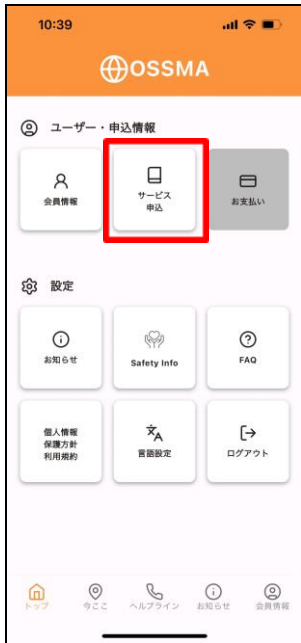 10:39
OSSMA
ユーザー・申込情報
会員情報
サービス
申込
お支払い
設定
お知らせ
Safety Info
FAQ
個人情報
保護方針
利用規約
言語設定
ログアウト
トップ
今ここ
ヘルプライン
お知らせ
会員情報